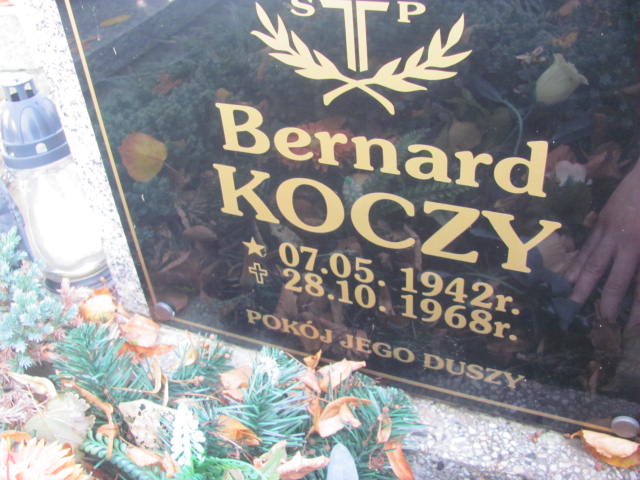 S P
Bernard
KOCZY
07.05. 1942r.
28.10. 1968r.
POKÓJ JEGO DUSZY